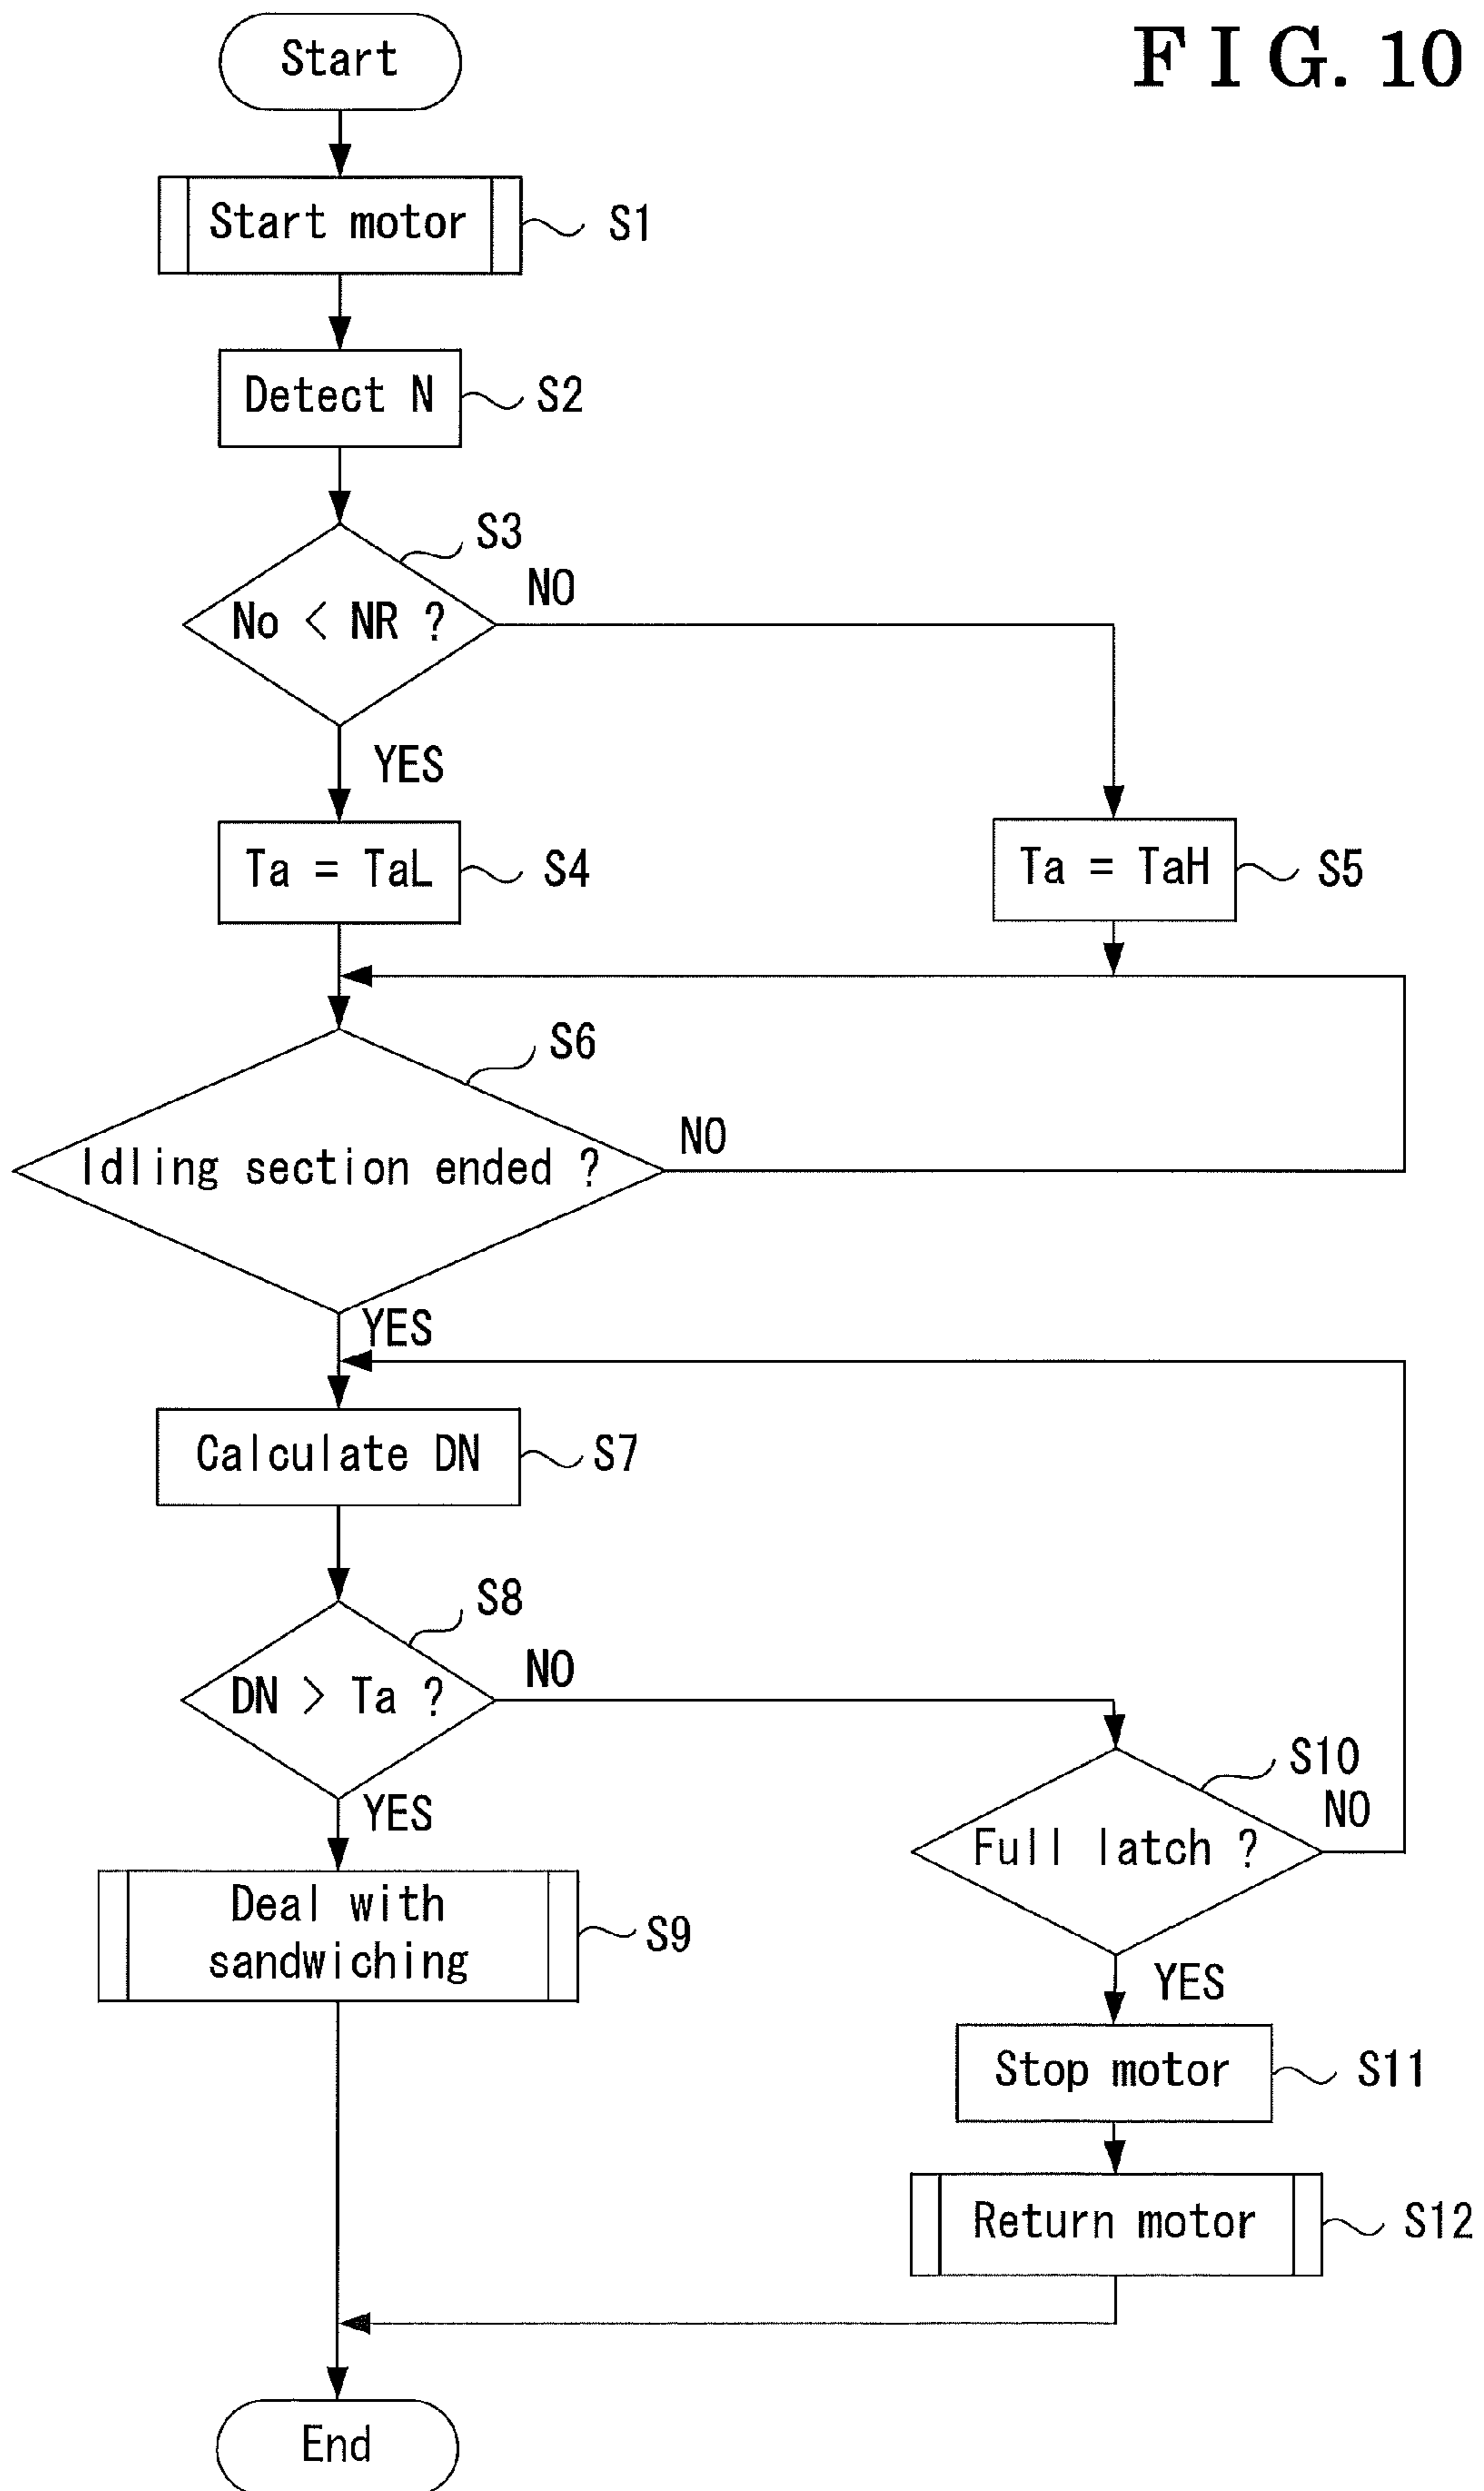 F I G. 10
Start
Start motor
S1
Detect N
S2
S3
No < NR ?
NO
YES
Ta = TaL
S4
Ta = TaH
S5
S6
Idling section ended ?
NO
YES
Calculate DN
S7
S8
DN > Ta ?
NO
YES
S10
Full latch ?
NO
YES
Deal with
sandwiching
S9
Stop motor
S11
Return motor
S12
End